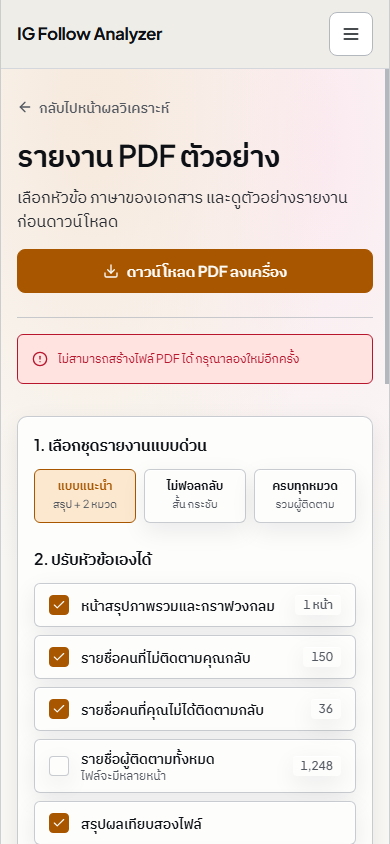 IG Follow Analyzer
กลับไปหน้าผลวิเคราะห์
รายงาน PDF ตัวอย่าง
เลือกหัวข้อ ภาษาของเอกสาร และดูตัวอย่างรายงาน
ก่อนดาวน์โหลด
ดาวน์โหลด PDF ลงเครื่อง
ไม่สามารถสร้างไฟล์ PDF ได้ กรุณาลองใหม่อีกครั้ง
1. เลือกชุดรายงานแบบด่วน
แบบแนะนำ
สรุป + 2 หมวด
ไม่ฟอลกลับ
สั้น กระชับ
ครบทุกหมวด
รวมผู้ติดตาม
2. ปรับหัวข้อเองได้
หน้าสรุปภาพรวมและกราฟวงกลม 1 หน้า
รายชื่อคนที่ไม่ติดตามคุณกลับ 150
รายชื่อคนที่คุณไม่ได้ติดตามกลับ 36
รายชื่อผู้ติดตามทั้งหมด 1,248
ไฟล์จะมีหลายหน้า
สรุปผลเทียบสองไฟล์